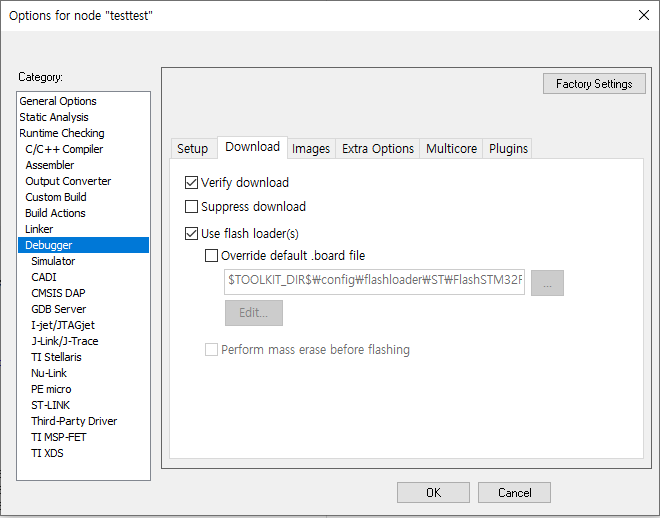 Options for node "testtest"
Category:
General Options
Static Analysis
Runtime Checking
C/C++ Compiler
Assembler
Output Converter
Custom Build
Build Actions
Linker
Debugger
Simulator
CADI
CMSIS DAP
GDB Server
I-jet/JTAGjet
J-Link/J-Trace
TI Stellaris
Nu-Link
PE micro
ST-LINK
Third-Party Driver
TI MSP-FET
TI XDS
Factory Settings
Setup Download Images Extra Options Multicore Plugins
Verify download
Suppress download
Use flash loader(s)
Override default .board file
$TOOLKIT_DIR$₩config₩flashloader₩ST₩FlashSTM32F
...
Edit...
Perform mass erase before flashing
OK Cancel